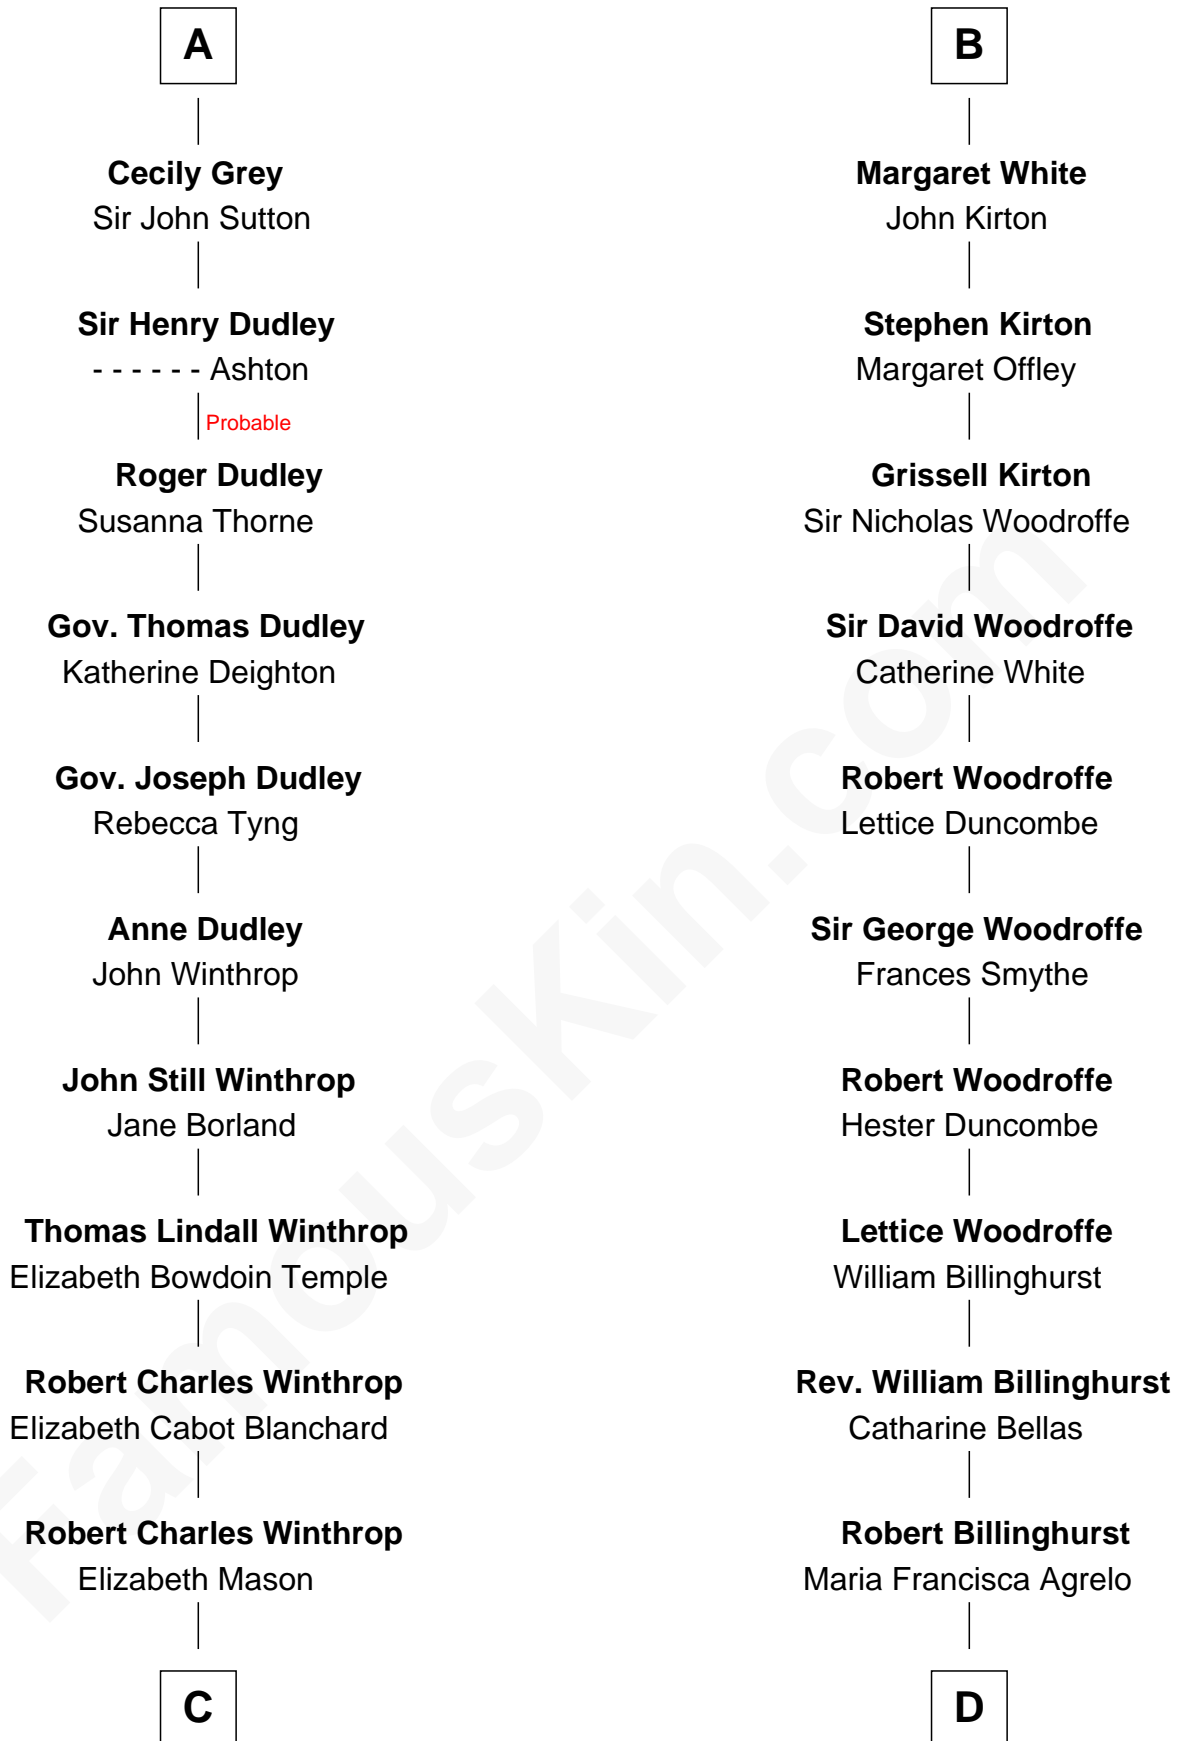 A
Cecily Grey
Sir John Sutton
Sir Henry Dudley
- - - - - - Ashton
Probable
Roger Dudley
Susanna Thorne
Gov. Thomas Dudley
Katherine Deighton
Gov. Joseph Dudley
Rebecca Tyng
Anne Dudley
John Winthrop
John Still Winthrop
Jane Borland
Thomas Lindall Winthrop
Elizabeth Bowdoin Temple
Robert Charles Winthrop
Elizabeth Cabot Blanchard
Robert Charles Winthrop
Elizabeth Mason
C
B
Margaret White
John Kirton
Stephen Kirton
Margaret Offley
Grissell Kirton
Sir Nicholas Woodroffe
Sir David Woodroffe
Catherine White
Robert Woodroffe
Lettice Duncombe
Sir George Woodroffe
Frances Smythe
Robert Woodroffe
Hester Duncombe
Lettice Woodroffe
William Billinghurst
Rev. William Billinghurst
Catharine Bellas
Robert Billinghurst
Maria Francisca Agrelo
D
FamousKin.com